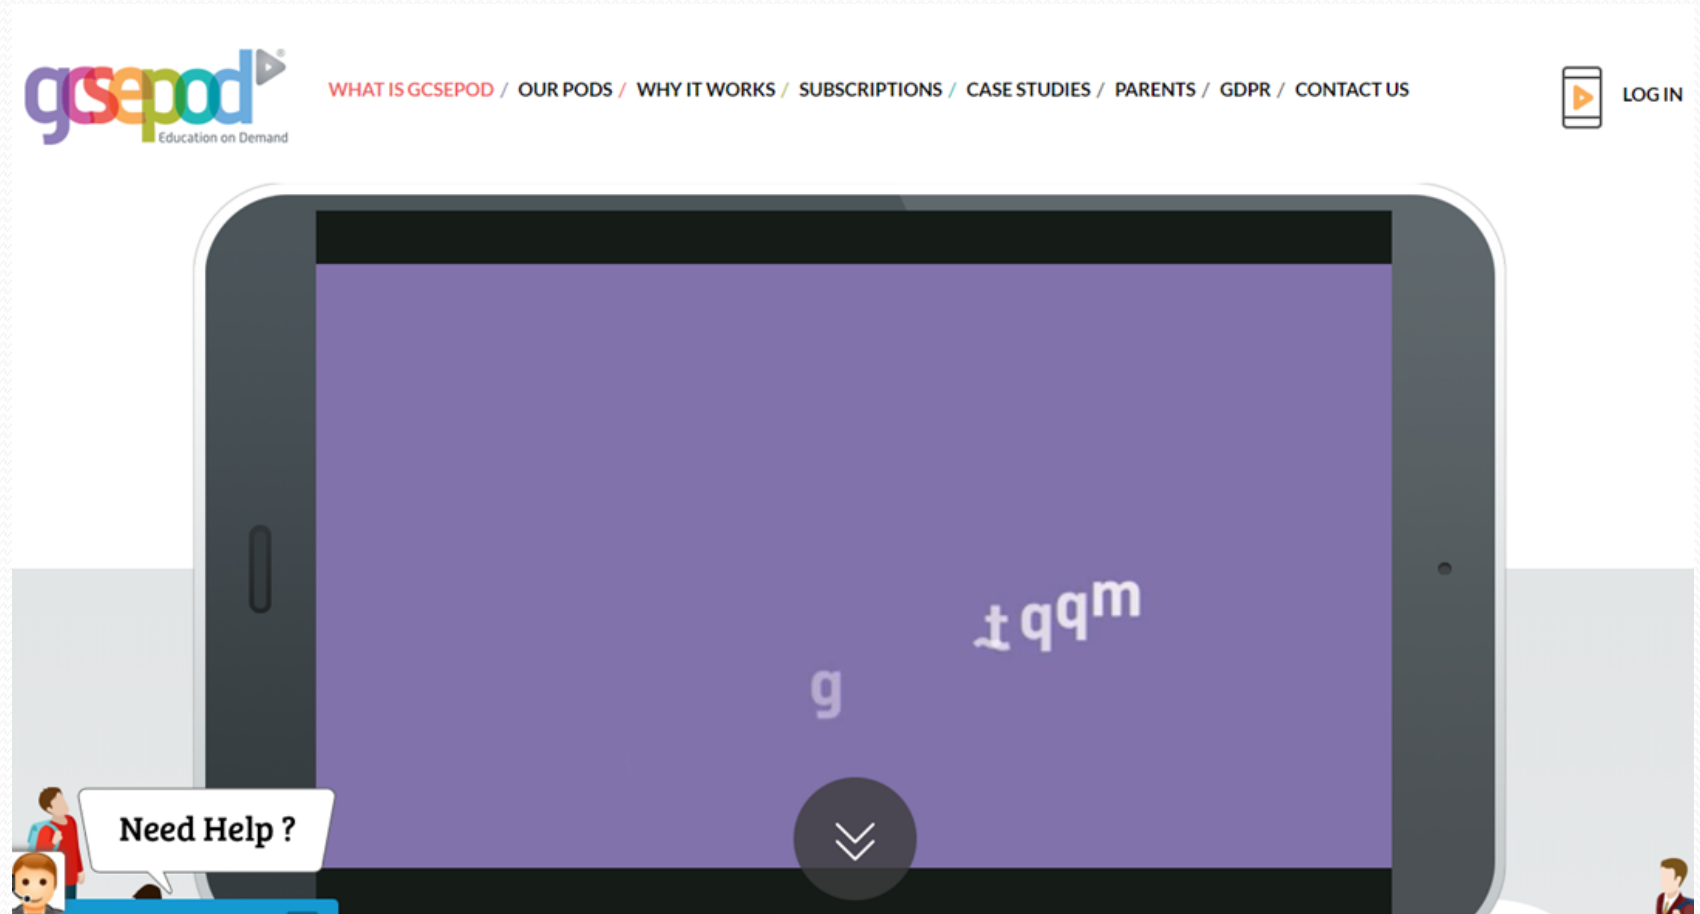 gcsepod®
Education on Demand
WHAT IS GCSEPOD / OUR PODS / WHY IT WORKS / SUBSCRIPTIONS / CASE STUDIES / PARENTS / GDPR / CONTACT US
LOG IN
t qqm
g
Need Help ?